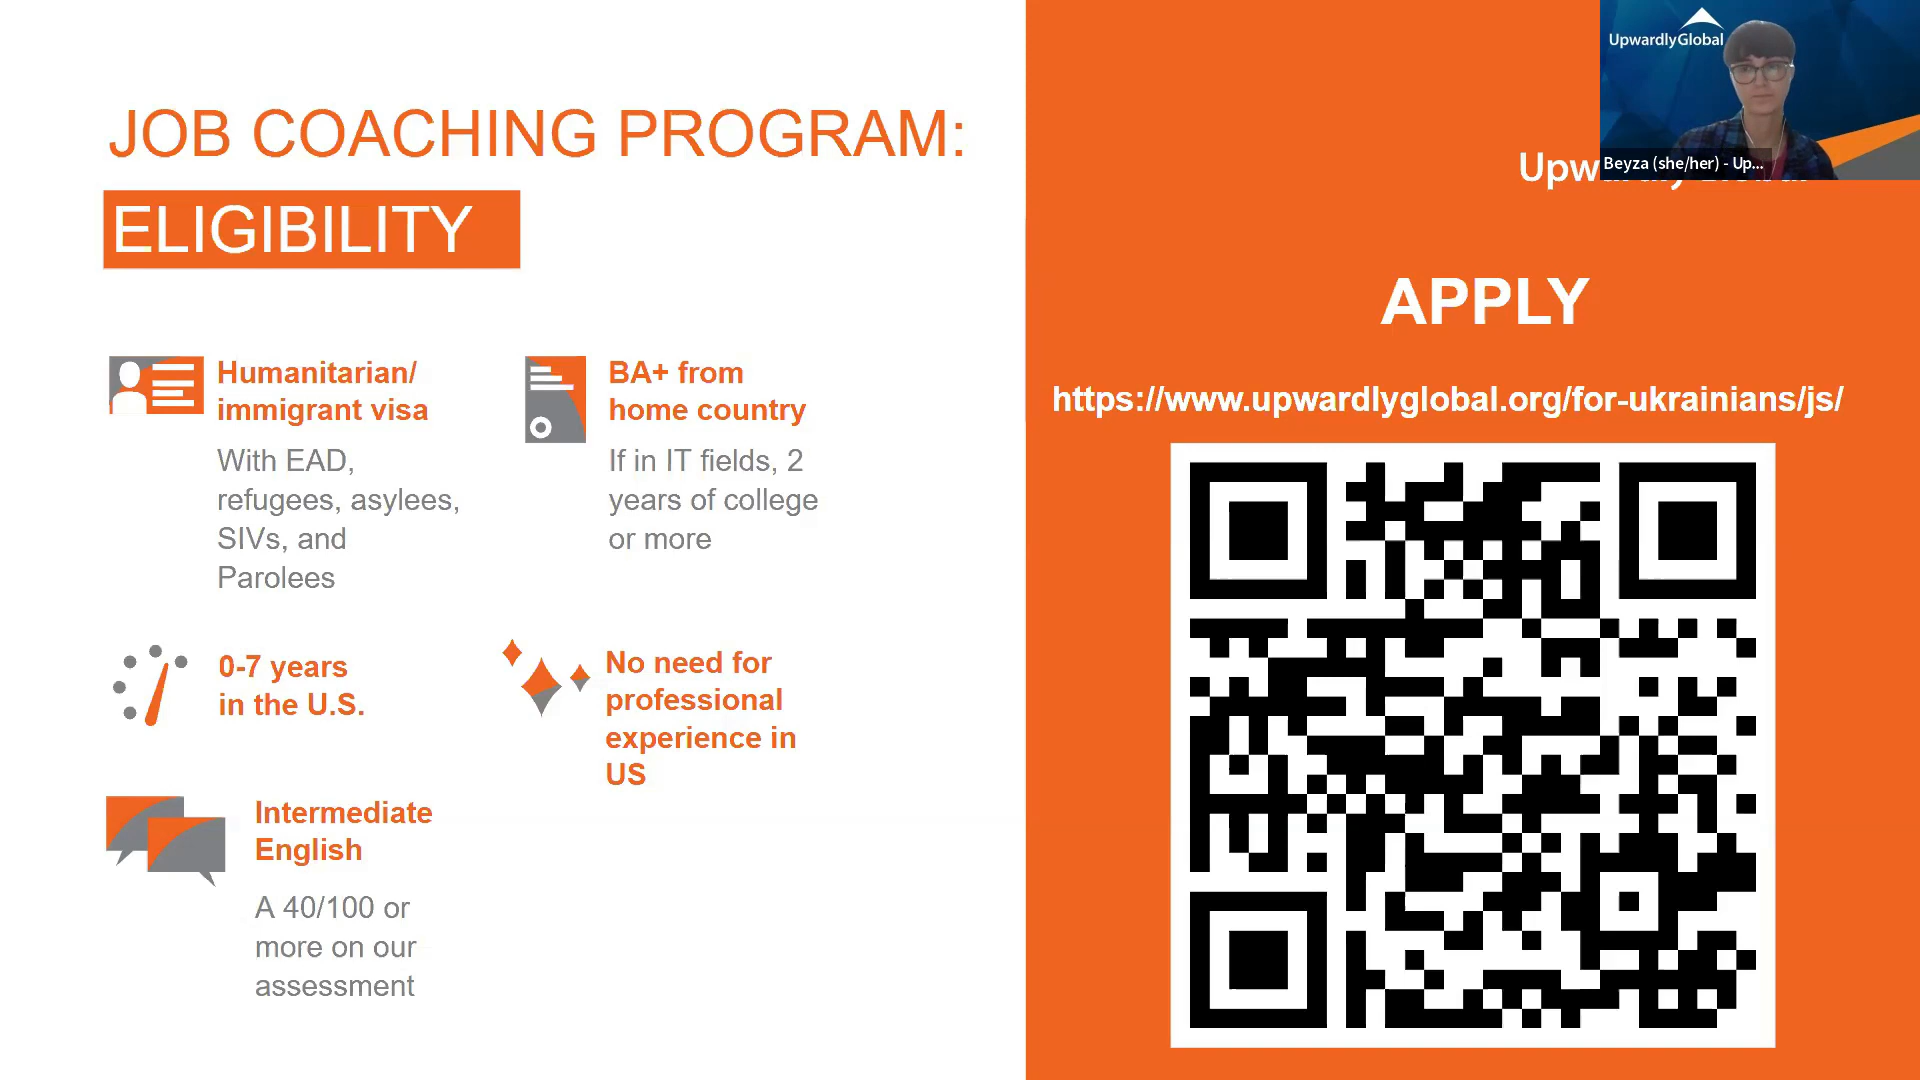 JOB COACHING PROGRAM:
ELIGIBILITY
Humanitarian/
immigrant visa
With EAD,
refugees, asylees,
SIVs, and
Parolees
BA+ from
home country
If in IT fields, 2
years of college
or more
0-7 years
in the U.S.
No need for
professional
experience in
US
Intermediate
English
A 40/100 or
more on our
assessment
UpwardlyGlobal
Beyza (she/her) - Up...
APPLY
https://www.upwardlyglobal.org/for-ukrainians/js/